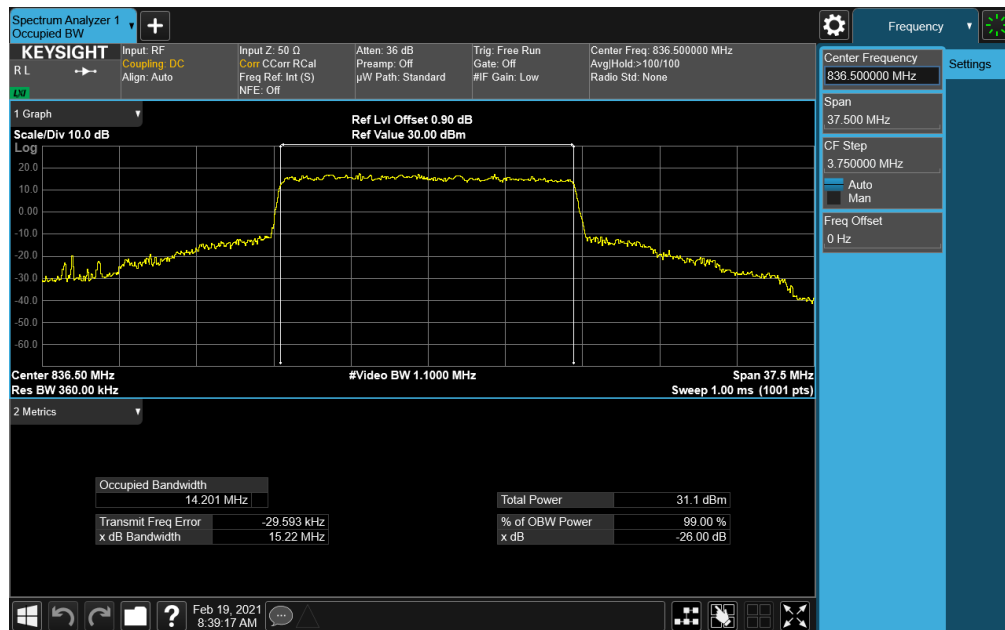 Spectrum Analyzer 1
Occupied BW
Frequency
KEYSIGHT
R L
LXI
Input: RF
Coupling: DC
Align: Auto
Input Z: 50 Ω
Corr CCorr RCal
Freq Ref: Int (S)
NFE: Off
Atten: 36 dB
Preamp: Off
µW Path: Standard
Trig: Free Run
Gate: Off
#IF Gain: Low
Center Freq: 836.500000 MHz
Avg|Hold:>100/100
Radio Std: None
Center Frequency
836.500000 MHz
Settings
Span
37.500 MHz
CF Step
3.750000 MHz
Auto
Man
Freq Offset
0 Hz
1 Graph
Scale/Div 10.0 dB
Ref Lvl Offset 0.90 dB
Ref Value 30.00 dBm
Log
20.0
10.0
0.00
-10.0
-20.0
-30.0
-40.0
-50.0
-60.0
Center 836.50 MHz
#Video BW 1.1000 MHz
Span 37.5 MHz
Res BW 360.00 kHz
Sweep 1.00 ms (1001 pts)
2 Metrics
Occupied Bandwidth
14.201 MHz
Total Power 31.1 dBm
Transmit Freq Error -29.593 kHz
% of OBW Power 99.00 %
x dB Bandwidth 15.22 MHz
x dB -26.00 dB
?
Feb 19, 2021
8:39:17 AM